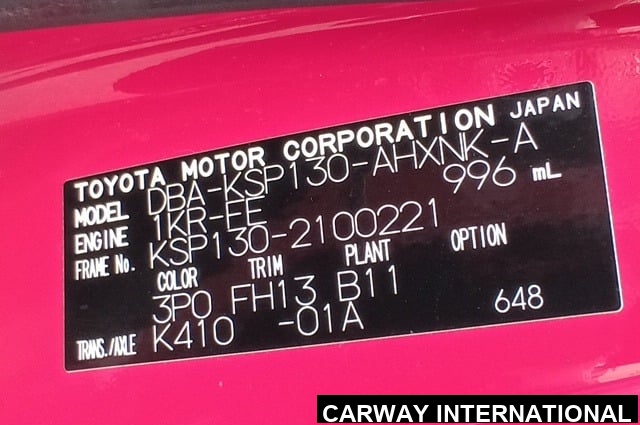 TOYOTA MOTOR CORPORATION JAPAN
MODEL DBA-KSP130-AHXNK-A
ENGINE 1KR-FE 996 mL
FRAME No. KSP130-2100221
COLOR TRIM PLANT OPTION
3P0 FH13 B11
TRANS./AXLE K410 -01A 648
CARWAY INTERNATIONAL